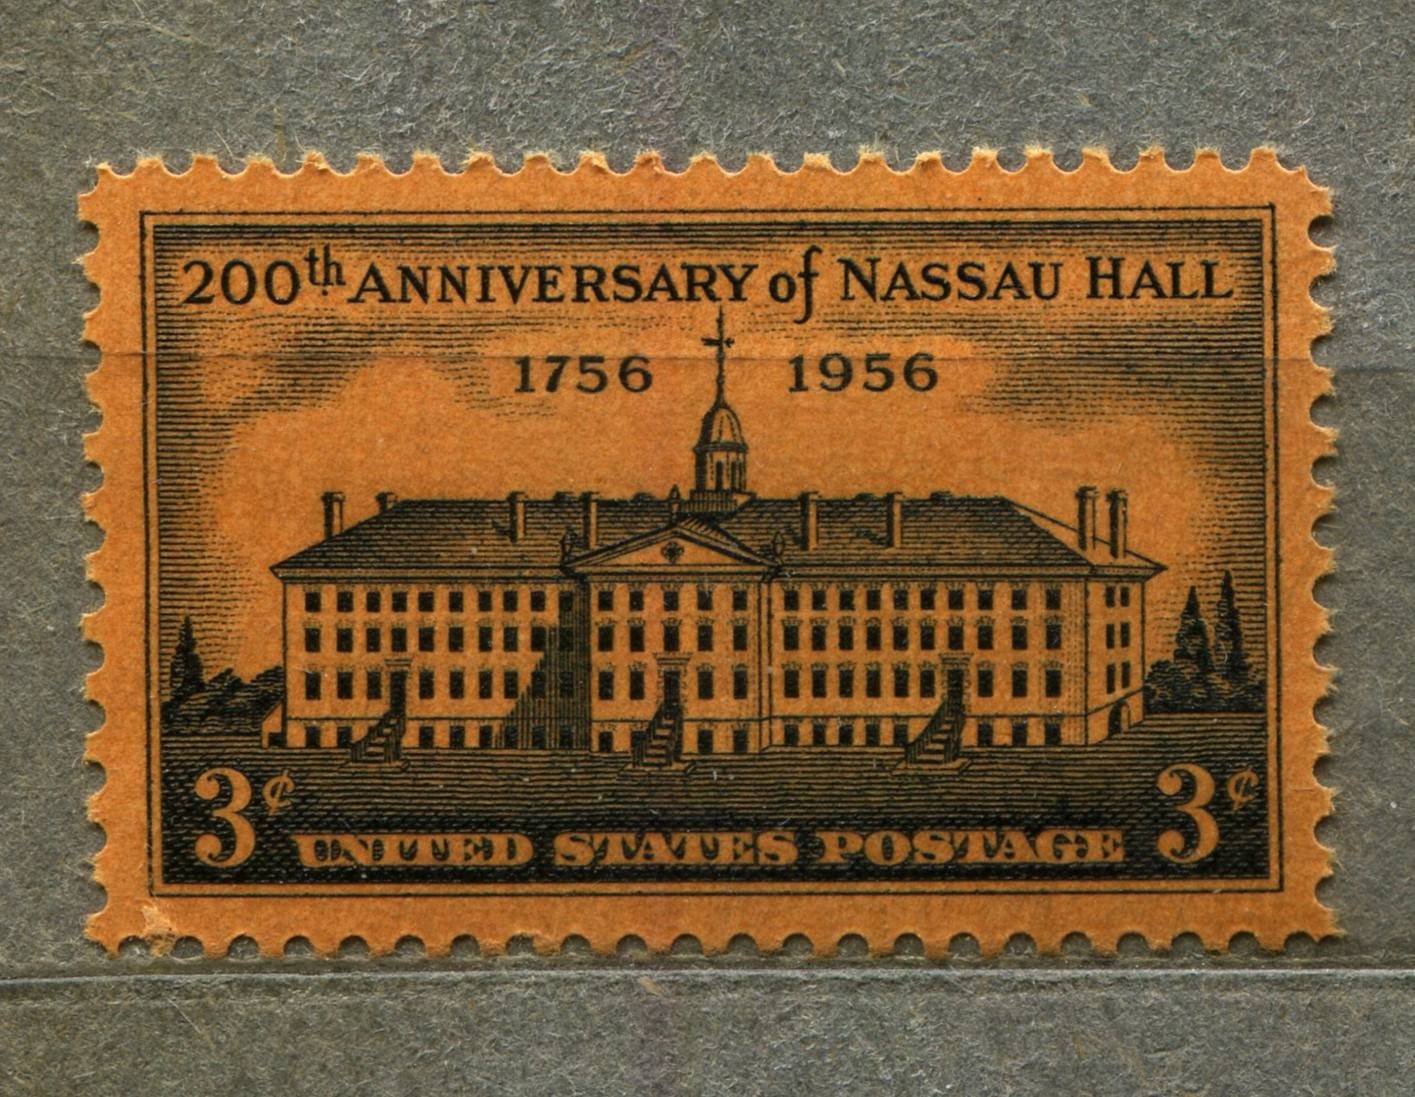 200th ANNIVERSARY of NASSAU HALL
1756 1956
3¢ UNITED STATES POSTAGE 3¢